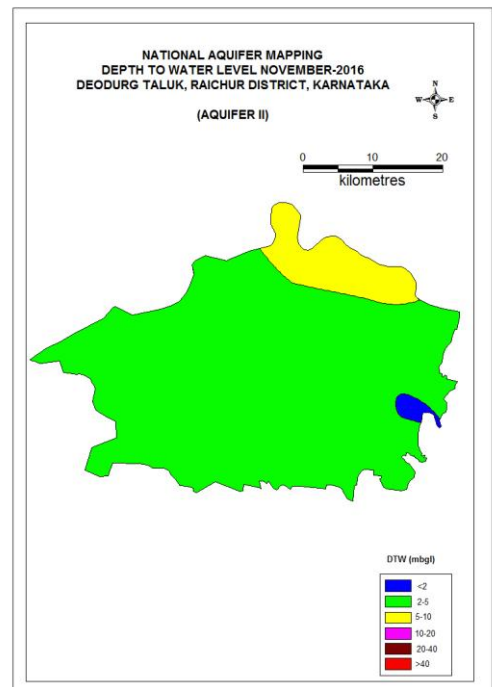 NATIONAL AQUIFER MAPPING
DEPTH TO WATER LEVEL NOVEMBER-2016
DEODURG TALUK, RAICHUR DISTRICT, KARNATAKA
(AQUIFER II)
N
W E
S
0 10 20
kilometres
DTW (mbgl)
<2
2-5
5-10
10-20
20-40
>40